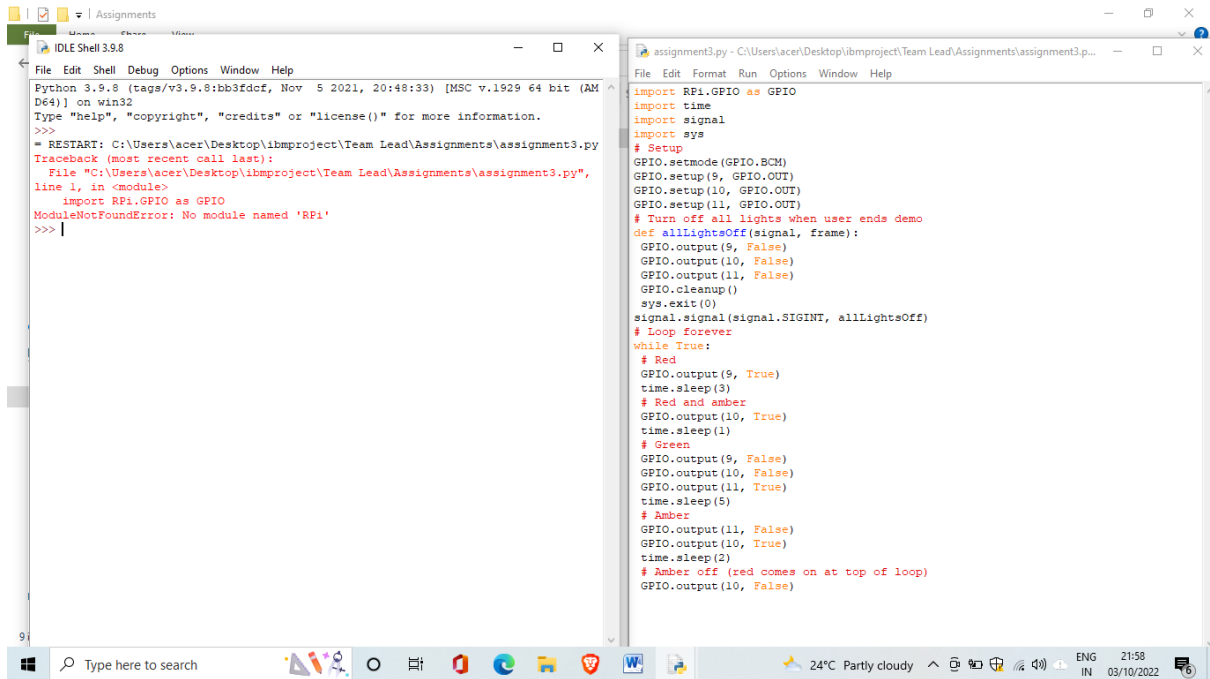 Assignments
File Home Share View
IDLE Shell 3.9.8
File Edit Shell Debug Options Window Help
Python 3.9.8 (tags/v3.9.8:bb3fdcf, Nov 5 2021, 20:48:33) [MSC v.1929 64 bit (AM
D64)] on win32
Type "help", "copyright", "credits" or "license()" for more information.
>>>
= RESTART: C:\Users\acer\Desktop\ibmproject\Team Lead\Assignments\assignment3.py
Traceback (most recent call last):
  File "C:\Users\acer\Desktop\ibmproject\Team Lead\Assignments\assignment3.py",
line 1, in <module>
    import RPi.GPIO as GPIO
ModuleNotFoundError: No module named 'RPi'
>>>
assignment3.py - C:\Users\acer\Desktop\ibmproject\Team Lead\Assignments\assignment3.p...
File Edit Format Run Options Window Help
import RPi.GPIO as GPIO
import time
import signal
import sys
# Setup
GPIO.setmode(GPIO.BCM)
GPIO.setup(9, GPIO.OUT)
GPIO.setup(10, GPIO.OUT)
GPIO.setup(11, GPIO.OUT)
# Turn off all lights when user ends demo
def allLightsOff(signal, frame):
 GPIO.output(9, False)
 GPIO.output(10, False)
 GPIO.output(11, False)
 GPIO.cleanup()
 sys.exit(0)
signal.signal(signal.SIGINT, allLightsOff)
# Loop forever
while True:
 # Red
 GPIO.output(9, True)
 time.sleep(3)
 # Red and amber
 GPIO.output(10, True)
 time.sleep(1)
 # Green
 GPIO.output(9, False)
 GPIO.output(10, False)
 GPIO.output(11, True)
 time.sleep(5)
 # Amber
 GPIO.output(11, False)
 GPIO.output(10, True)
 time.sleep(2)
 # Amber off (red comes on at top of loop)
 GPIO.output(10, False)
Type here to search
24°C Partly cloudy
ENG
IN
21:58
03/10/2022
6